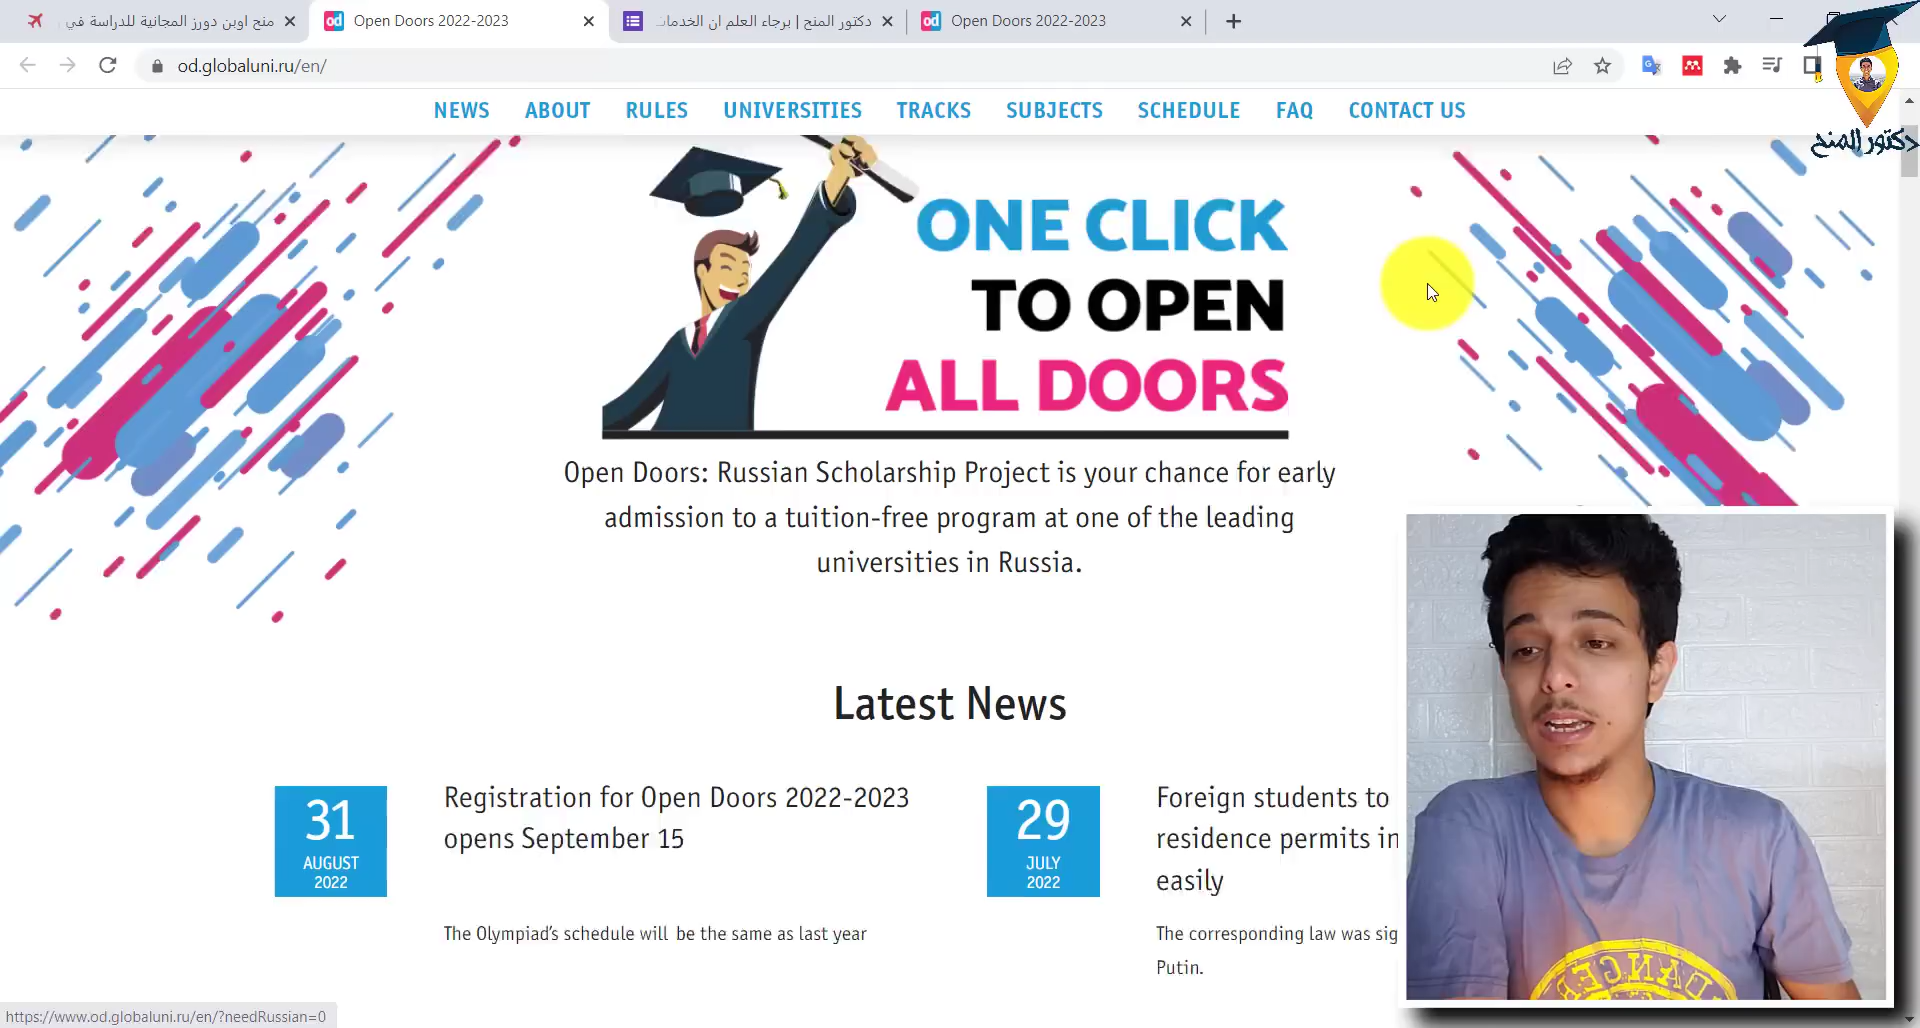 منح اوبن دورز المجانية للدراسة في
Open Doors 2022-2023
دكتور المنح | برجاء العلم ان الخدمات
Open Doors 2022-2023
od.globaluni.ru/en/
دكتور المنح
NEWS ABOUT RULES UNIVERSITIES TRACKS SUBJECTS SCHEDULE FAQ CONTACT US
ONE CLICK
TO OPEN
ALL DOORS
Open Doors: Russian Scholarship Project is your chance for early
admission to a tuition-free program at one of the leading
universities in Russia.
Latest News
31
AUGUST
2022
Registration for Open Doors 2022-2023
opens September 15
The Olympiad's schedule will be the same as last year
29
JULY
2022
Foreign students to
residence permits in
easily
The corresponding law was sig
Putin.
https://www.od.globaluni.ru/en/?needRussian=0